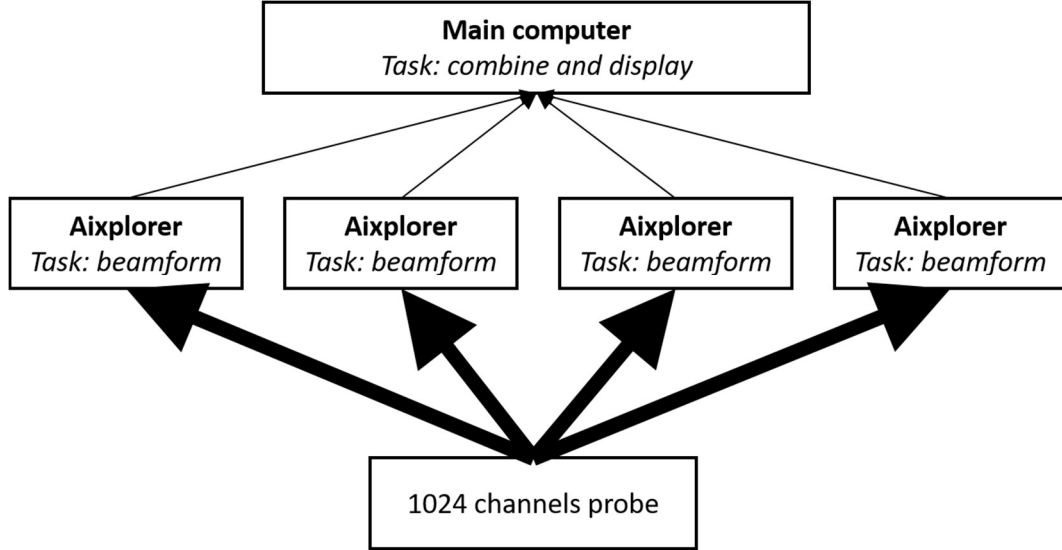 Main computer
Task: combine and display
Aixplorer
Task: beamform
Aixplorer
Task: beamform
Aixplorer
Task: beamform
Aixplorer
Task: beamform
1024 channels probe